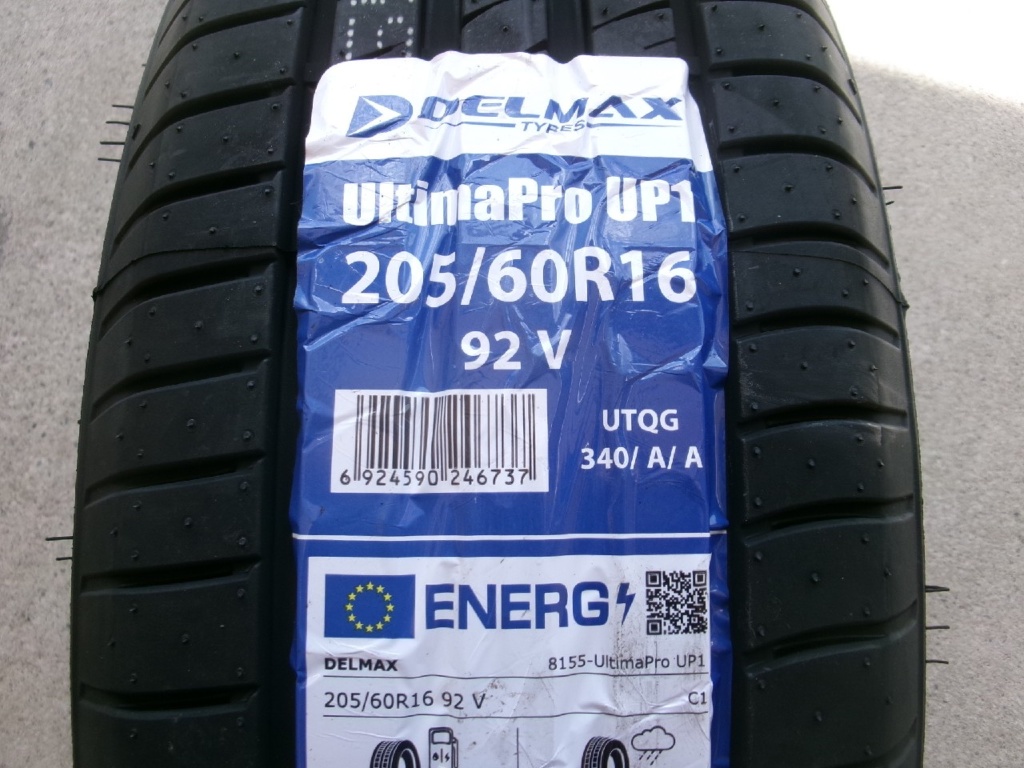 DELMAX
TYRES
UltimaPro UP1
205/60R16
92 V
UTQG
340/ A/ A
6 924590 246737
ENERG
DELMAX 8155-UltimaPro UP1
205/60R16 92 V C1